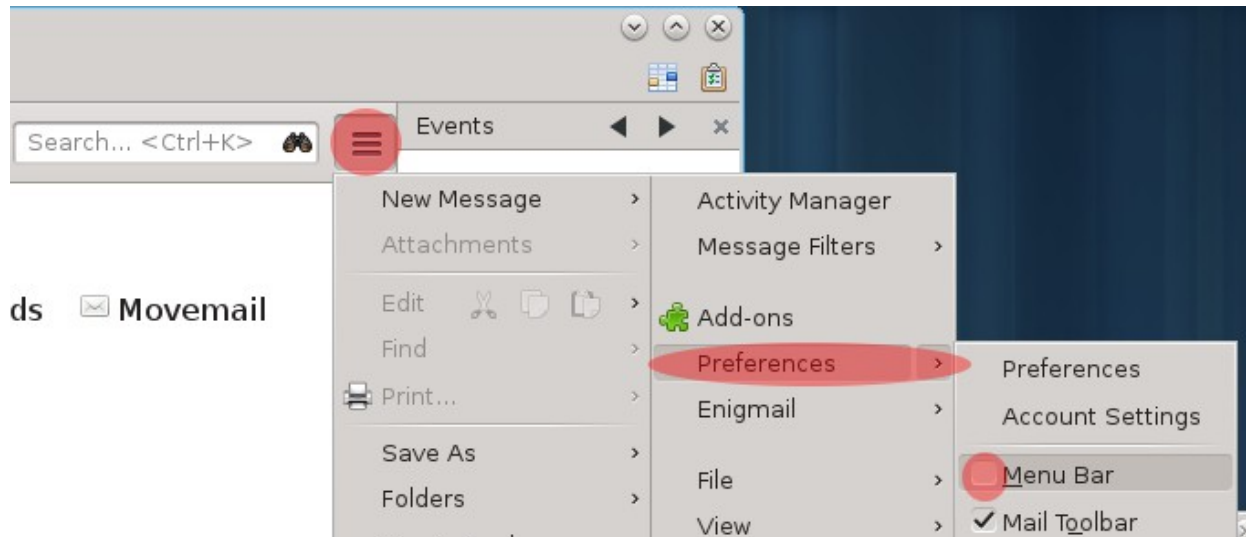 Search... <Ctrl+K>
Events
ds
Movemail
New Message
Attachments
Edit
Find
Print...
Save As
Folders
Activity Manager
Message Filters
Add-ons
Preferences
Enigmail
File
View
Preferences
Account Settings
Menu Bar
Mail Toolbar